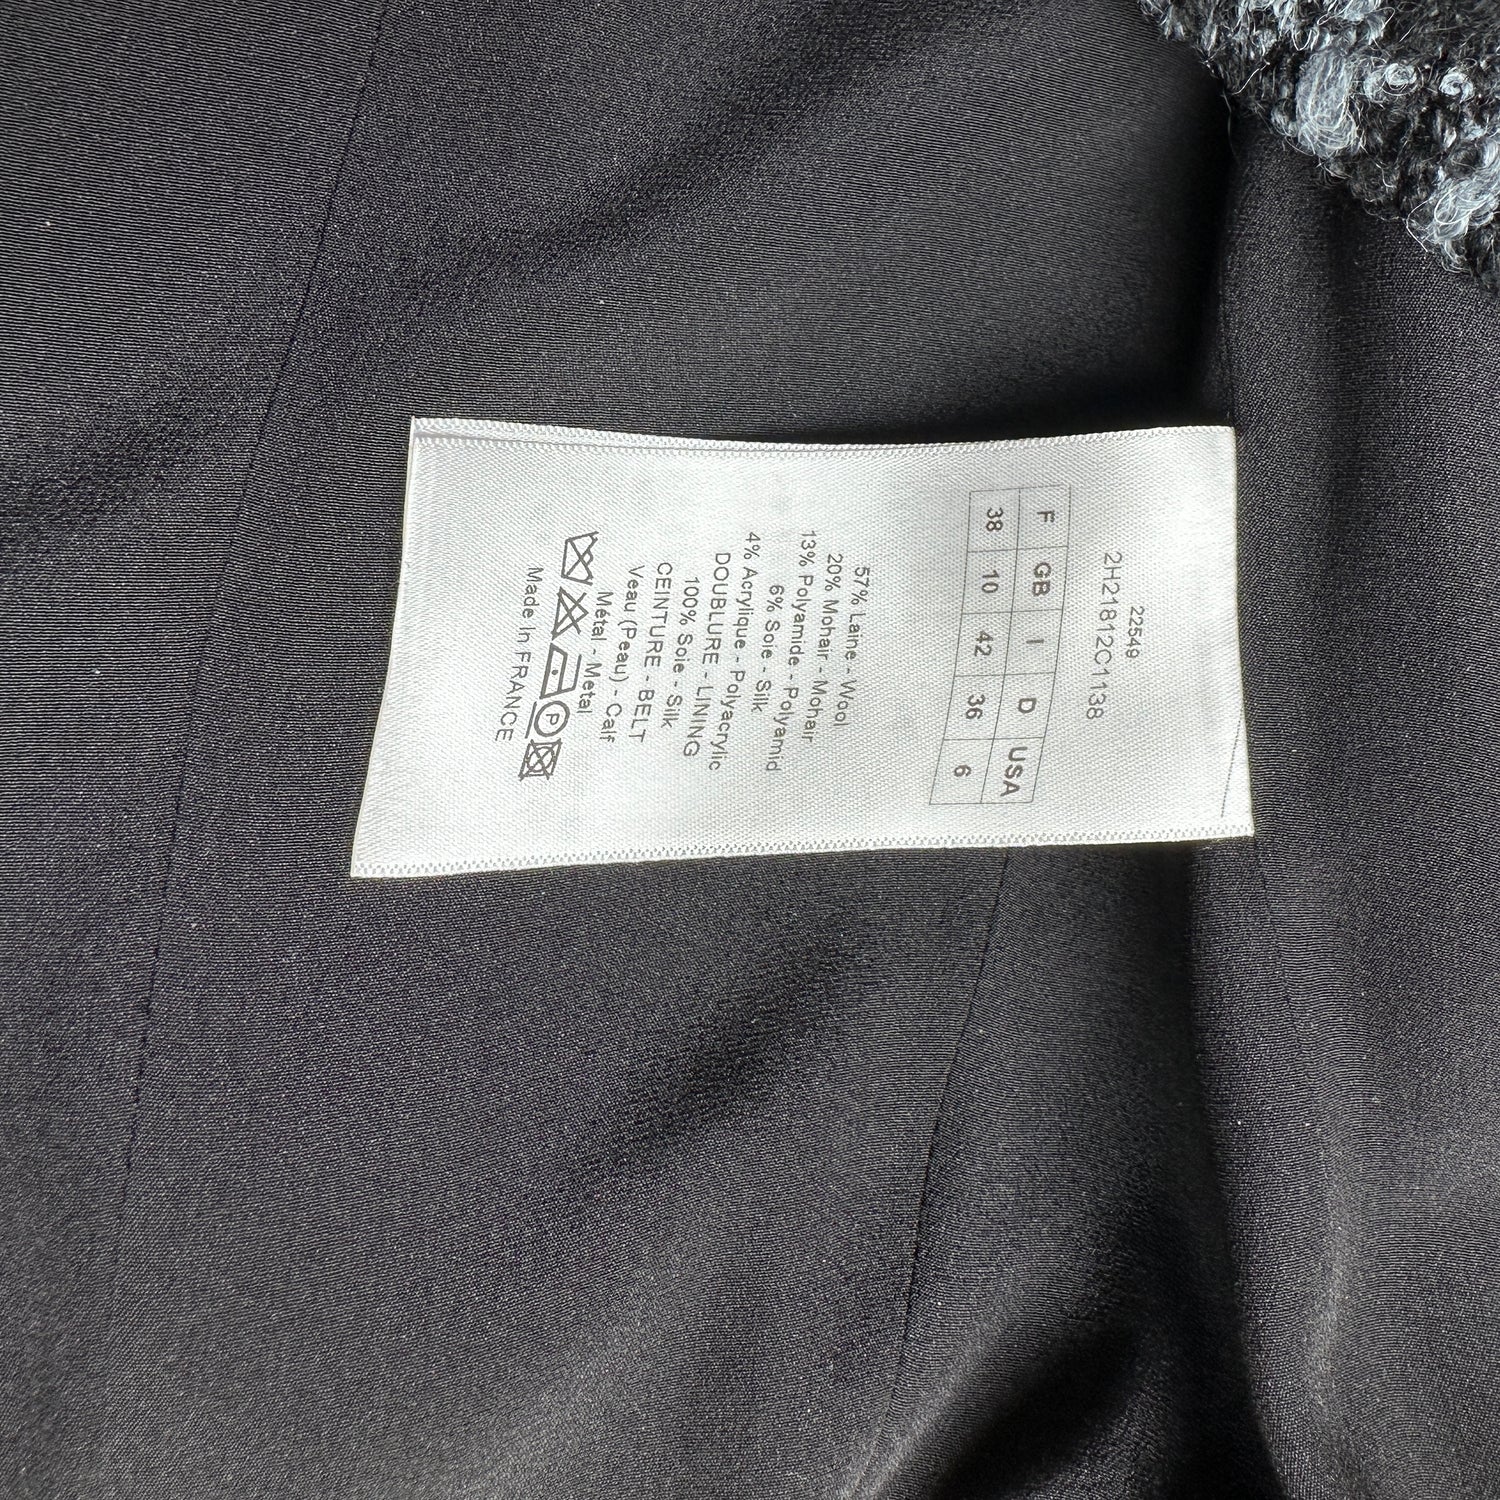 22549
2H21812C1138
F GB I D USA
38 10 42 36 6
57% Laine - Wool
20% Mohair - Mohair
13% Polyamide - Polyamid
6% Soie - Silk
4% Acrylique - Polyacrylic
DOUBLURE - LINING
100% Soie - Silk
CEINTURE - BELT
Veau (Peau) - Calf
Métal - Metal
P
Made In FRANCE